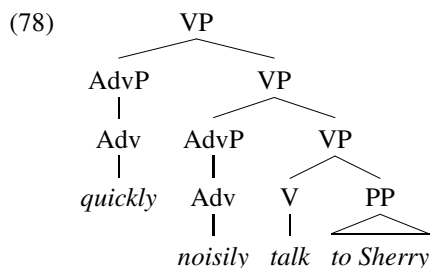 (78) VP
AdvP VP
Adv AdvP VP
quickly Adv V PP
noisily talk to Sherry